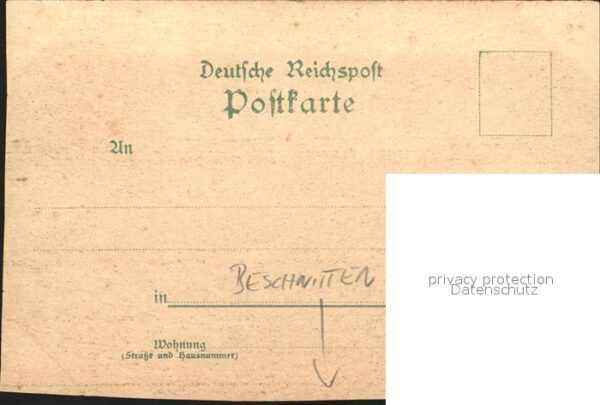 Deutsche Reichspost
Postkarte
An
privacy protection
Datenschutz
BESCHNITTEN
in
Wohnung
(Straße und Hausnummer)